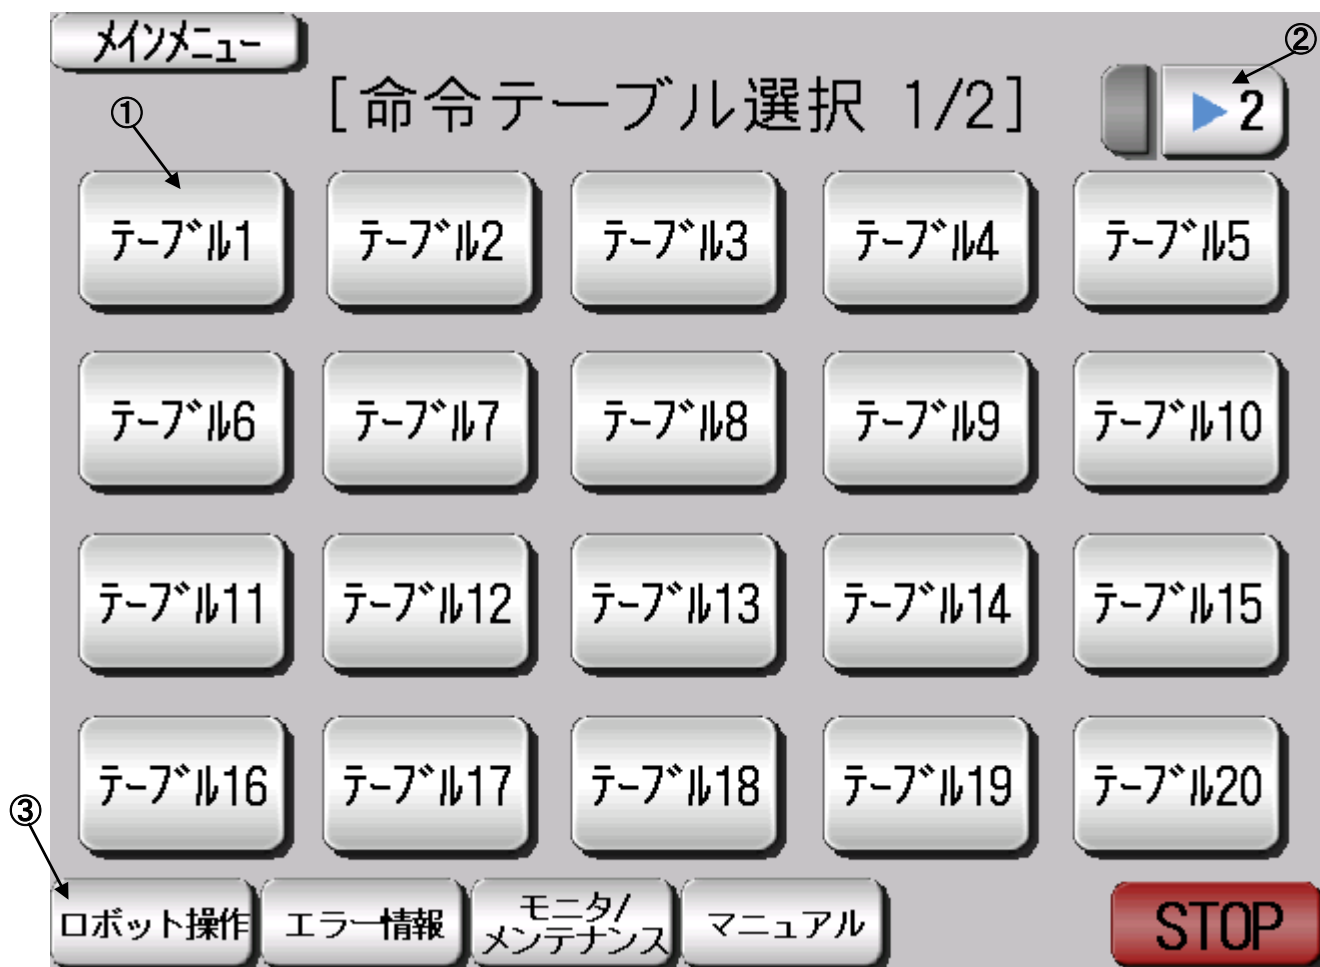 メインメニュー
②
[命令テーブル選択 1/2]
▶2
①
テーブル1 テーブル2 テーブル3 テーブル4 テーブル5
テーブル6 テーブル7 テーブル8 テーブル9 テーブル10
テーブル11 テーブル12 テーブル13 テーブル14 テーブル15
テーブル16 テーブル17 テーブル18 テーブル19 テーブル20
③
ロボット操作 エラー情報 モニタ/
メンテナンス マニュアル STOP